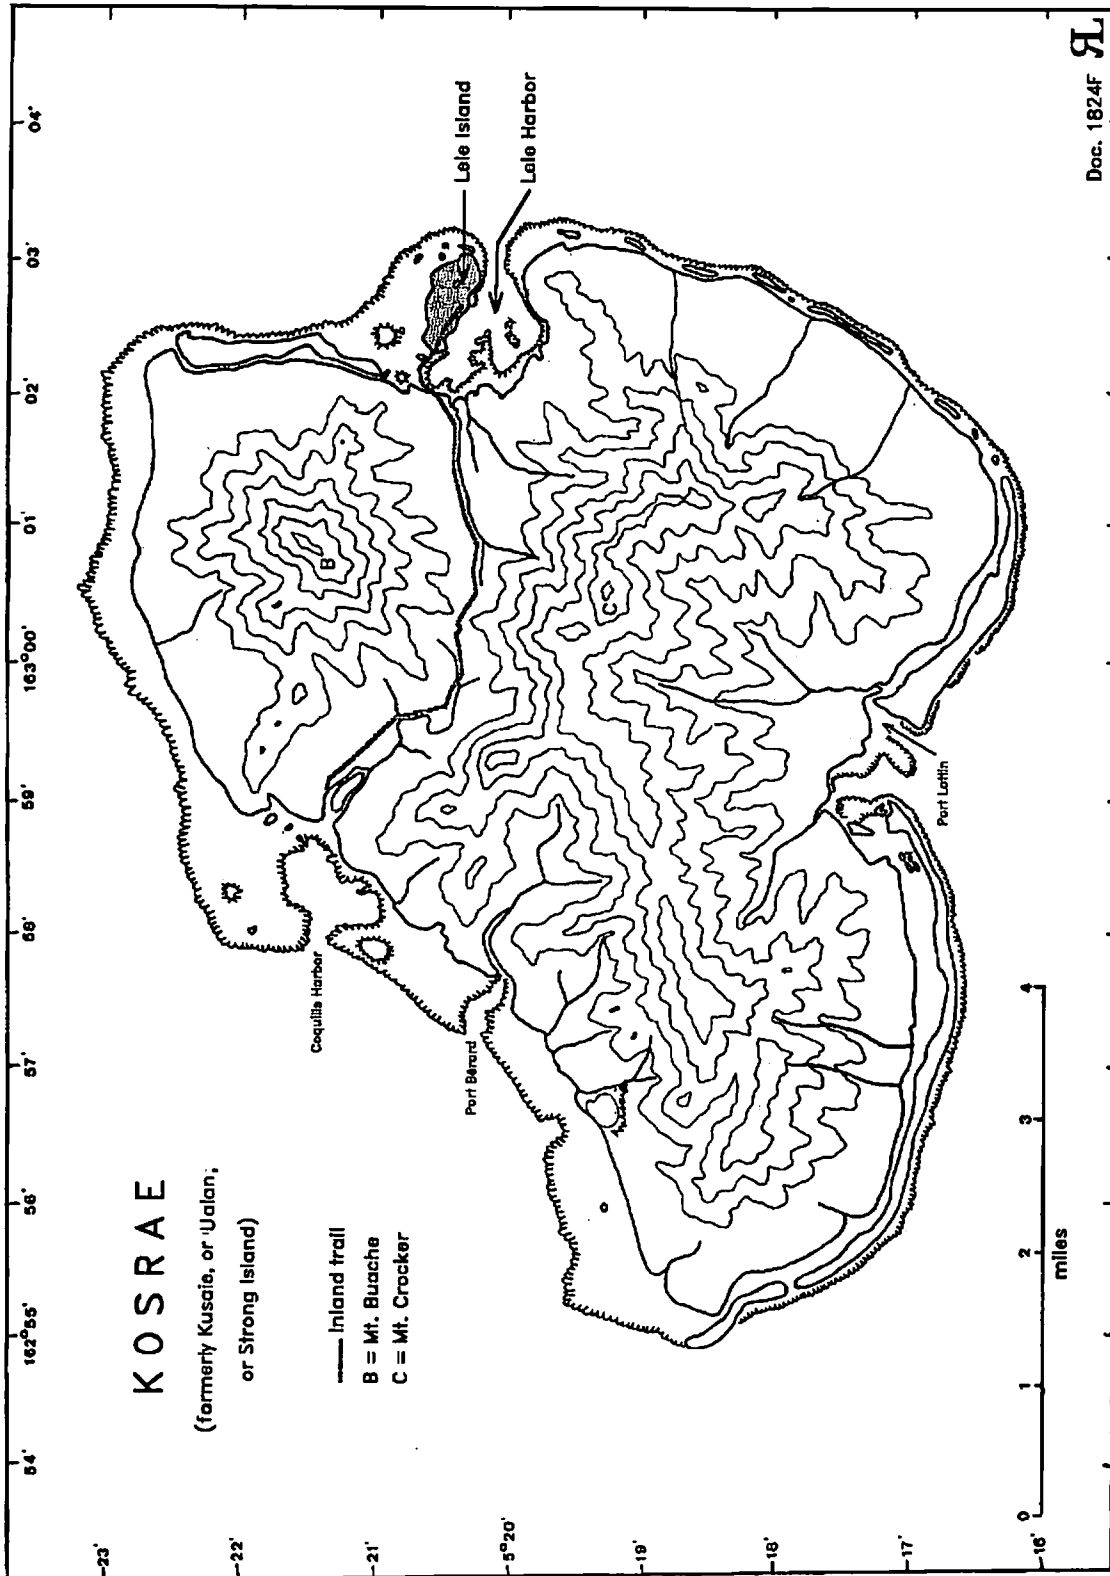 KOSRAE
(formerly Kusaie, or Ualan;
or Strong Island)
Inland trail
B = Mt. Buache
C = Mt. Crocker
Coquille Harbor
Port Bérard
Lele Island
Lele Harbor
Port Lottin
B
C
54'
162°55'
56'
57'
58'
59'
163°00'
01'
02'
03'
04'
23'
22'
21'
5°20'
19'
18'
17'
16'
0 1 2 3 4
miles
Doc. 1824F RL